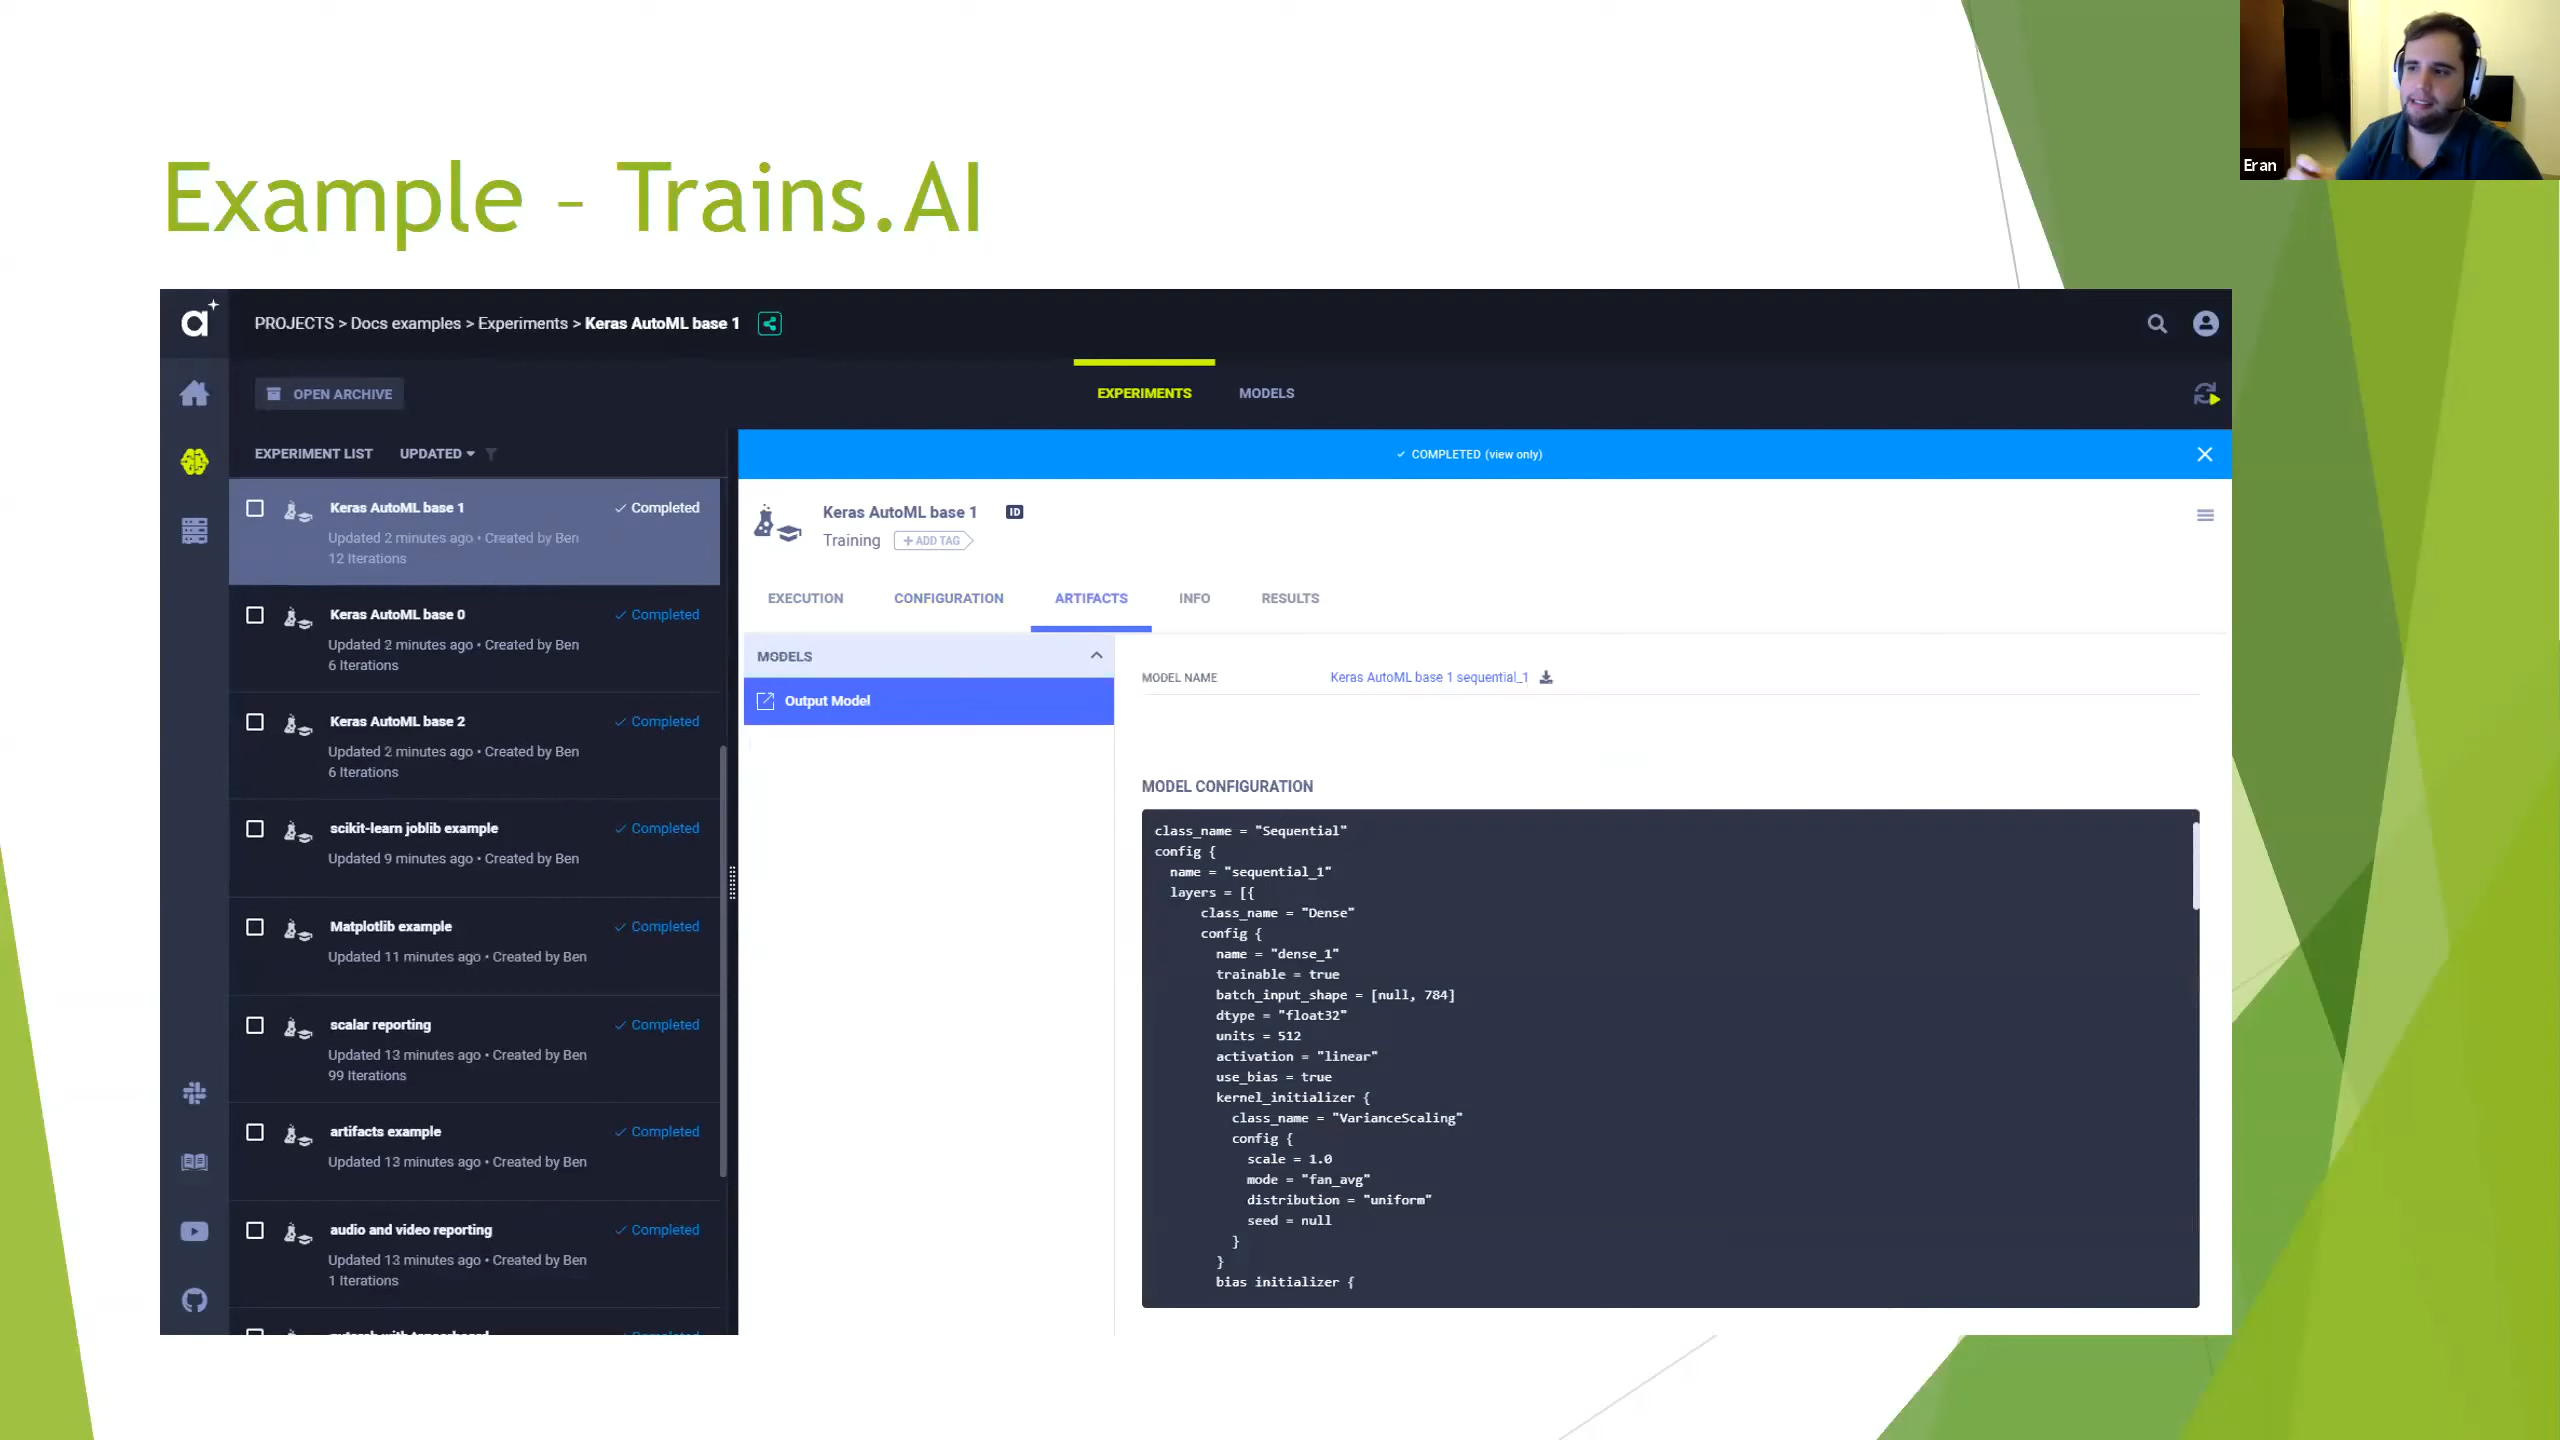 Example - Trains.AI
Eran
PROJECTS > Docs examples > Experiments > Keras AutoML base 1
OPEN ARCHIVE
EXPERIMENTS
MODELS
EXPERIMENT LIST
UPDATED
Keras AutoML base 1
Completed
Updated 2 minutes ago • Created by Ben
12 Iterations
Keras AutoML base 0
Completed
Updated 2 minutes ago • Created by Ben
6 Iterations
Keras AutoML base 2
Completed
Updated 2 minutes ago • Created by Ben
6 Iterations
scikit-learn joblib example
Completed
Updated 9 minutes ago • Created by Ben
Matplotlib example
Completed
Updated 11 minutes ago • Created by Ben
scalar reporting
Completed
Updated 13 minutes ago • Created by Ben
99 Iterations
artifacts example
Completed
Updated 13 minutes ago • Created by Ben
audio and video reporting
Completed
Updated 13 minutes ago • Created by Ben
1 Iterations
COMPLETED (view only)
Keras AutoML base 1
ID
Training
+ ADD TAG
EXECUTION
CONFIGURATION
ARTIFACTS
INFO
RESULTS
MODELS
Output Model
MODEL NAME
Keras AutoML base 1 sequential_1
MODEL CONFIGURATION
class_name = "Sequential"
config {
name = "sequential_1"
layers = [{
class_name = "Dense"
config {
name = "dense_1"
trainable = true
batch_input_shape = [null, 784]
dtype = "float32"
units = 512
activation = "linear"
use_bias = true
kernel_initializer {
class_name = "VarianceScaling"
config {
scale = 1.0
mode = "fan_avg"
distribution = "uniform"
seed = null
}
}
bias initializer {